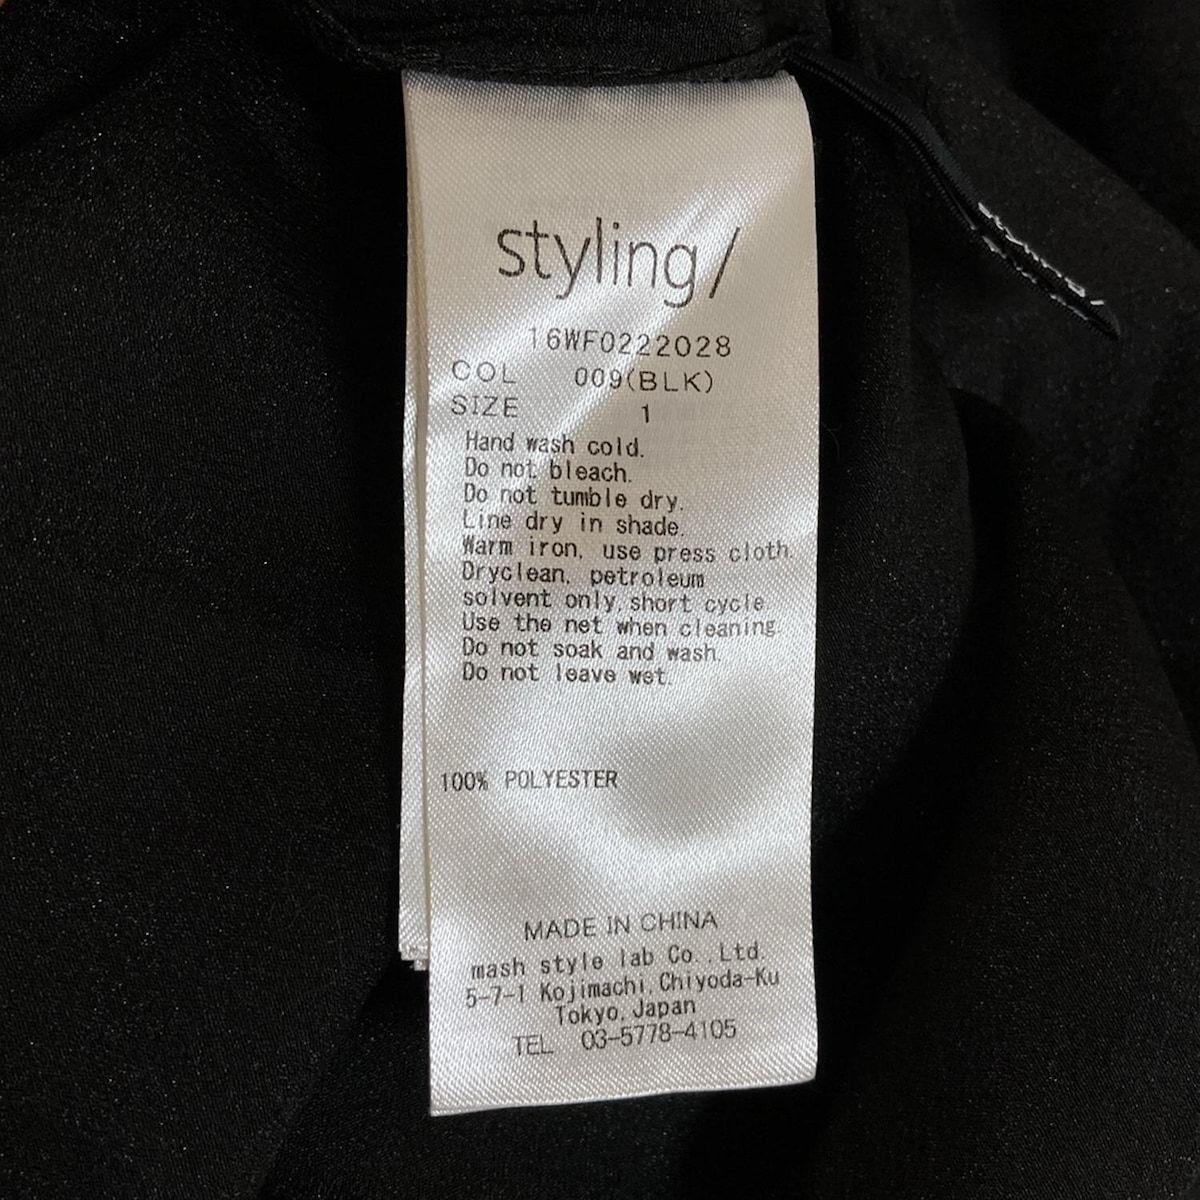 styling/
16WF0222028
COL 009(BLK)
SIZE 1
Hand wash cold.
Do not bleach.
Do not tumble dry.
Line dry in shade.
Warm iron, use press cloth.
Dryclean, petroleum
solvent only,short cycle.
Use the net when cleaning.
Do not soak and wash.
Do not leave wet.
100% POLYESTER
MADE IN CHINA
mash style lab Co.,Ltd.
5-7-1 Kojimachi,Chiyoda-Ku
Tokyo,Japan
TEL 03-5778-4105